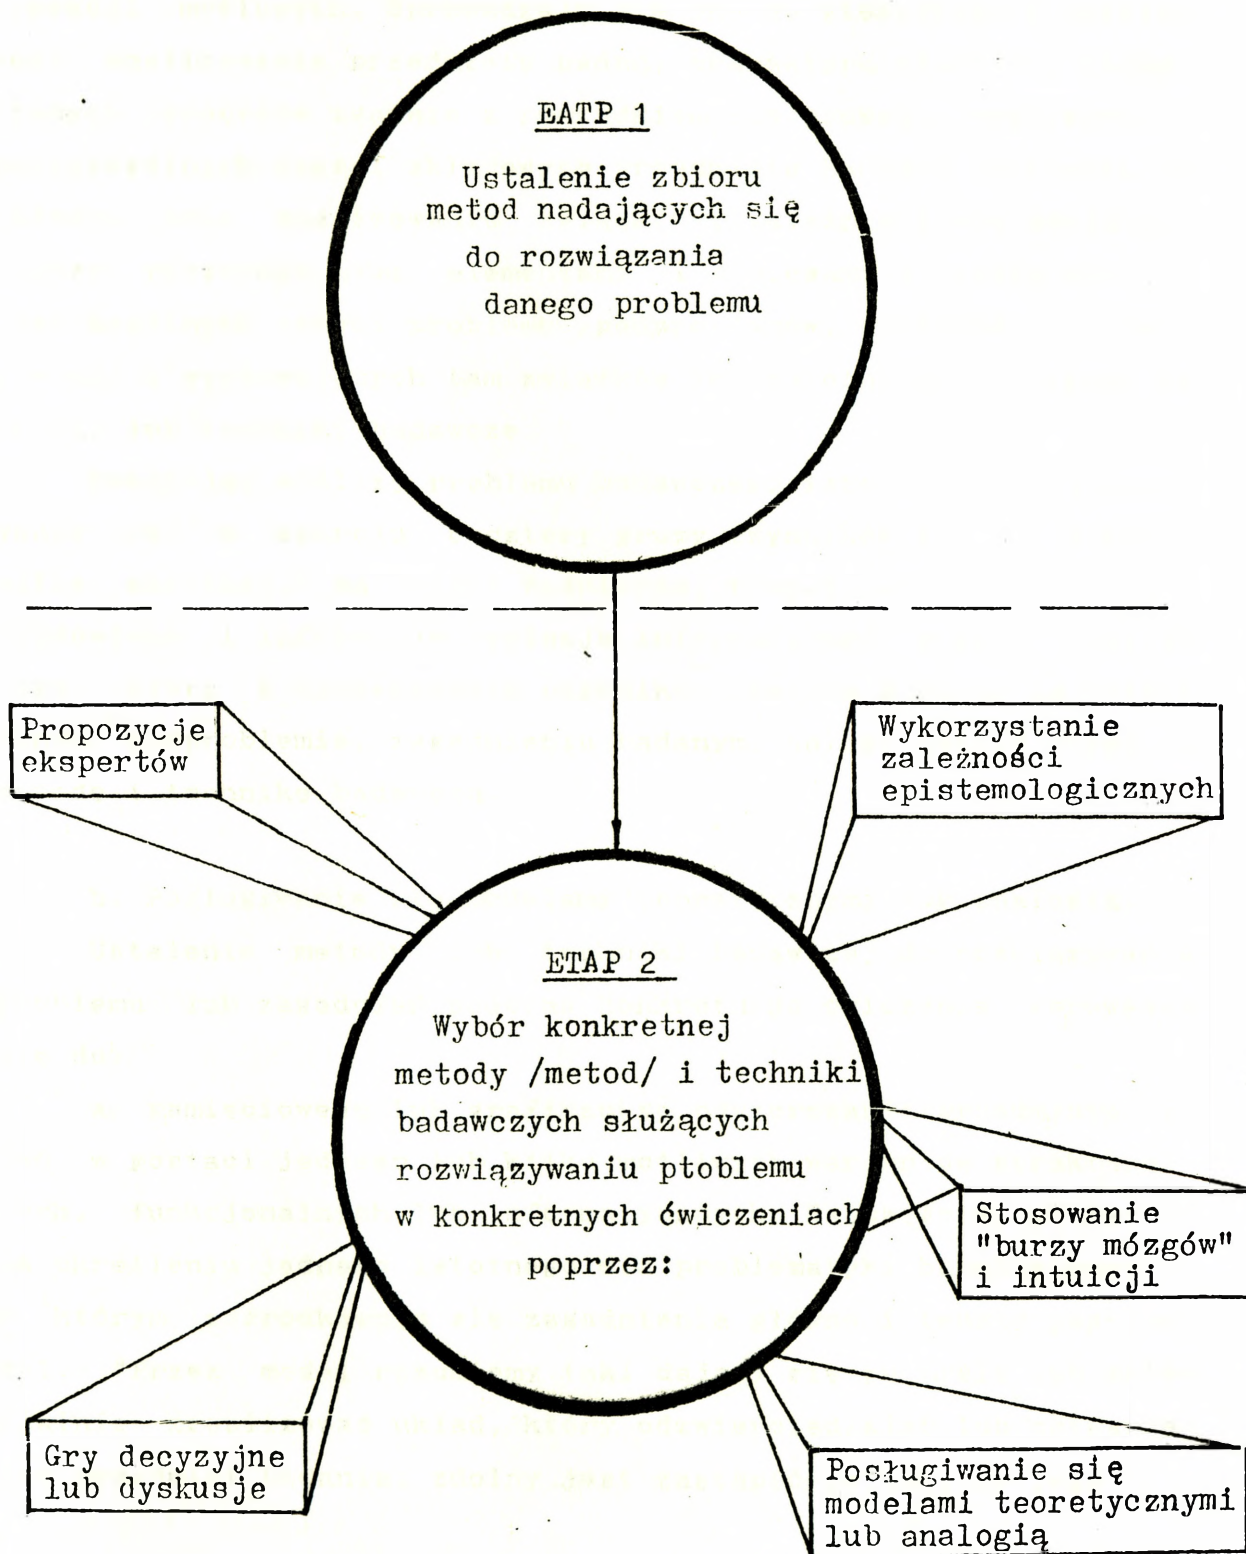 EATP 1
Ustalenie zbioru
metod nadających się
do rozwiązania
danego problemu
Propozycje
ekspertów
Wykorzystanie
zależności
epistemologicznych
ETAP 2
Wybór konkretnej
metody /metod/ i techniki
badawczych służących
rozwiązywaniu ptoblemu
w konkretnych ćwiczeniach
poprzez:
Stosowanie
"burzy mózgów"
i intuicji
Gry decyzyjne
lub dyskusje
Posługiwanie się
modelami teoretycznymi
lub analogią